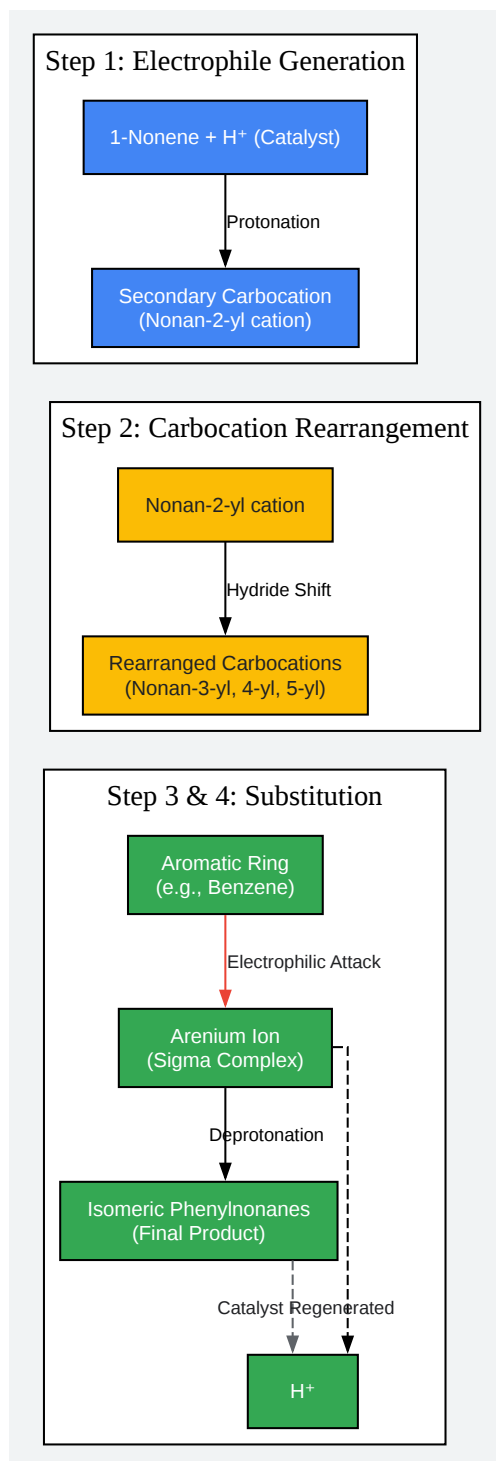 Step 1: Electrophile Generation
1-Nonene + H⁺ (Catalyst)
Protonation
Secondary Carbocation
(Nonan-2-yl cation)
Step 2: Carbocation Rearrangement
Nonan-2-yl cation
Hydride Shift
Rearranged Carbocations
(Nonan-3-yl, 4-yl, 5-yl)
Step 3 & 4: Substitution
Aromatic Ring
(e.g., Benzene)
Electrophilic Attack
Arenium Ion
(Sigma Complex)
Deprotonation
Isomeric Phenylnonanes
(Final Product)
Catalyst Regenerated
H⁺